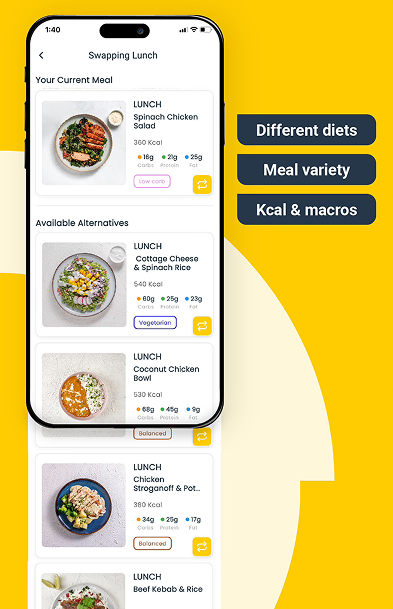 1:40
Swapping Lunch
Your Current Meal
LUNCH
Spinach Chicken
Salad
360 Kcal
16g 21g 25g
Carbs Protein Fat
Low carb
Different diets
Meal variety
Kcal & macros
Available Alternatives
LUNCH
Cottage Cheese
& Spinach Rice
540 Kcal
60g 25g 23g
Carbs Protein Fat
Vegetarian
LUNCH
Coconut Chicken
Bowl
530 Kcal
68g 45g 9g
Carbs Protein Fat
Balanced
LUNCH
Chicken
Stroganoff & Pot...
380 Kcal
34g 25g 17g
Carbs Protein Fat
Balanced
LUNCH
Beef Kebab & Rice